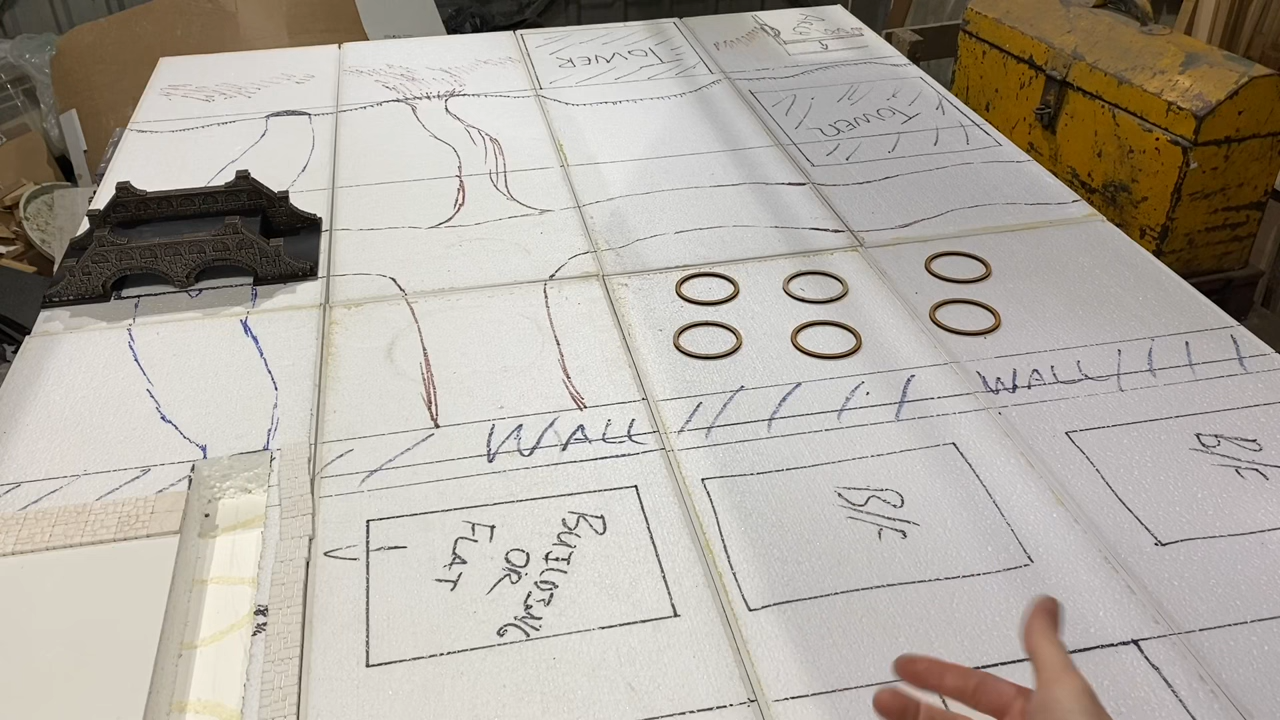 TOWER
TOWER
WALL
WALL
B/F
B/F
BUILDING
OR
FLAT